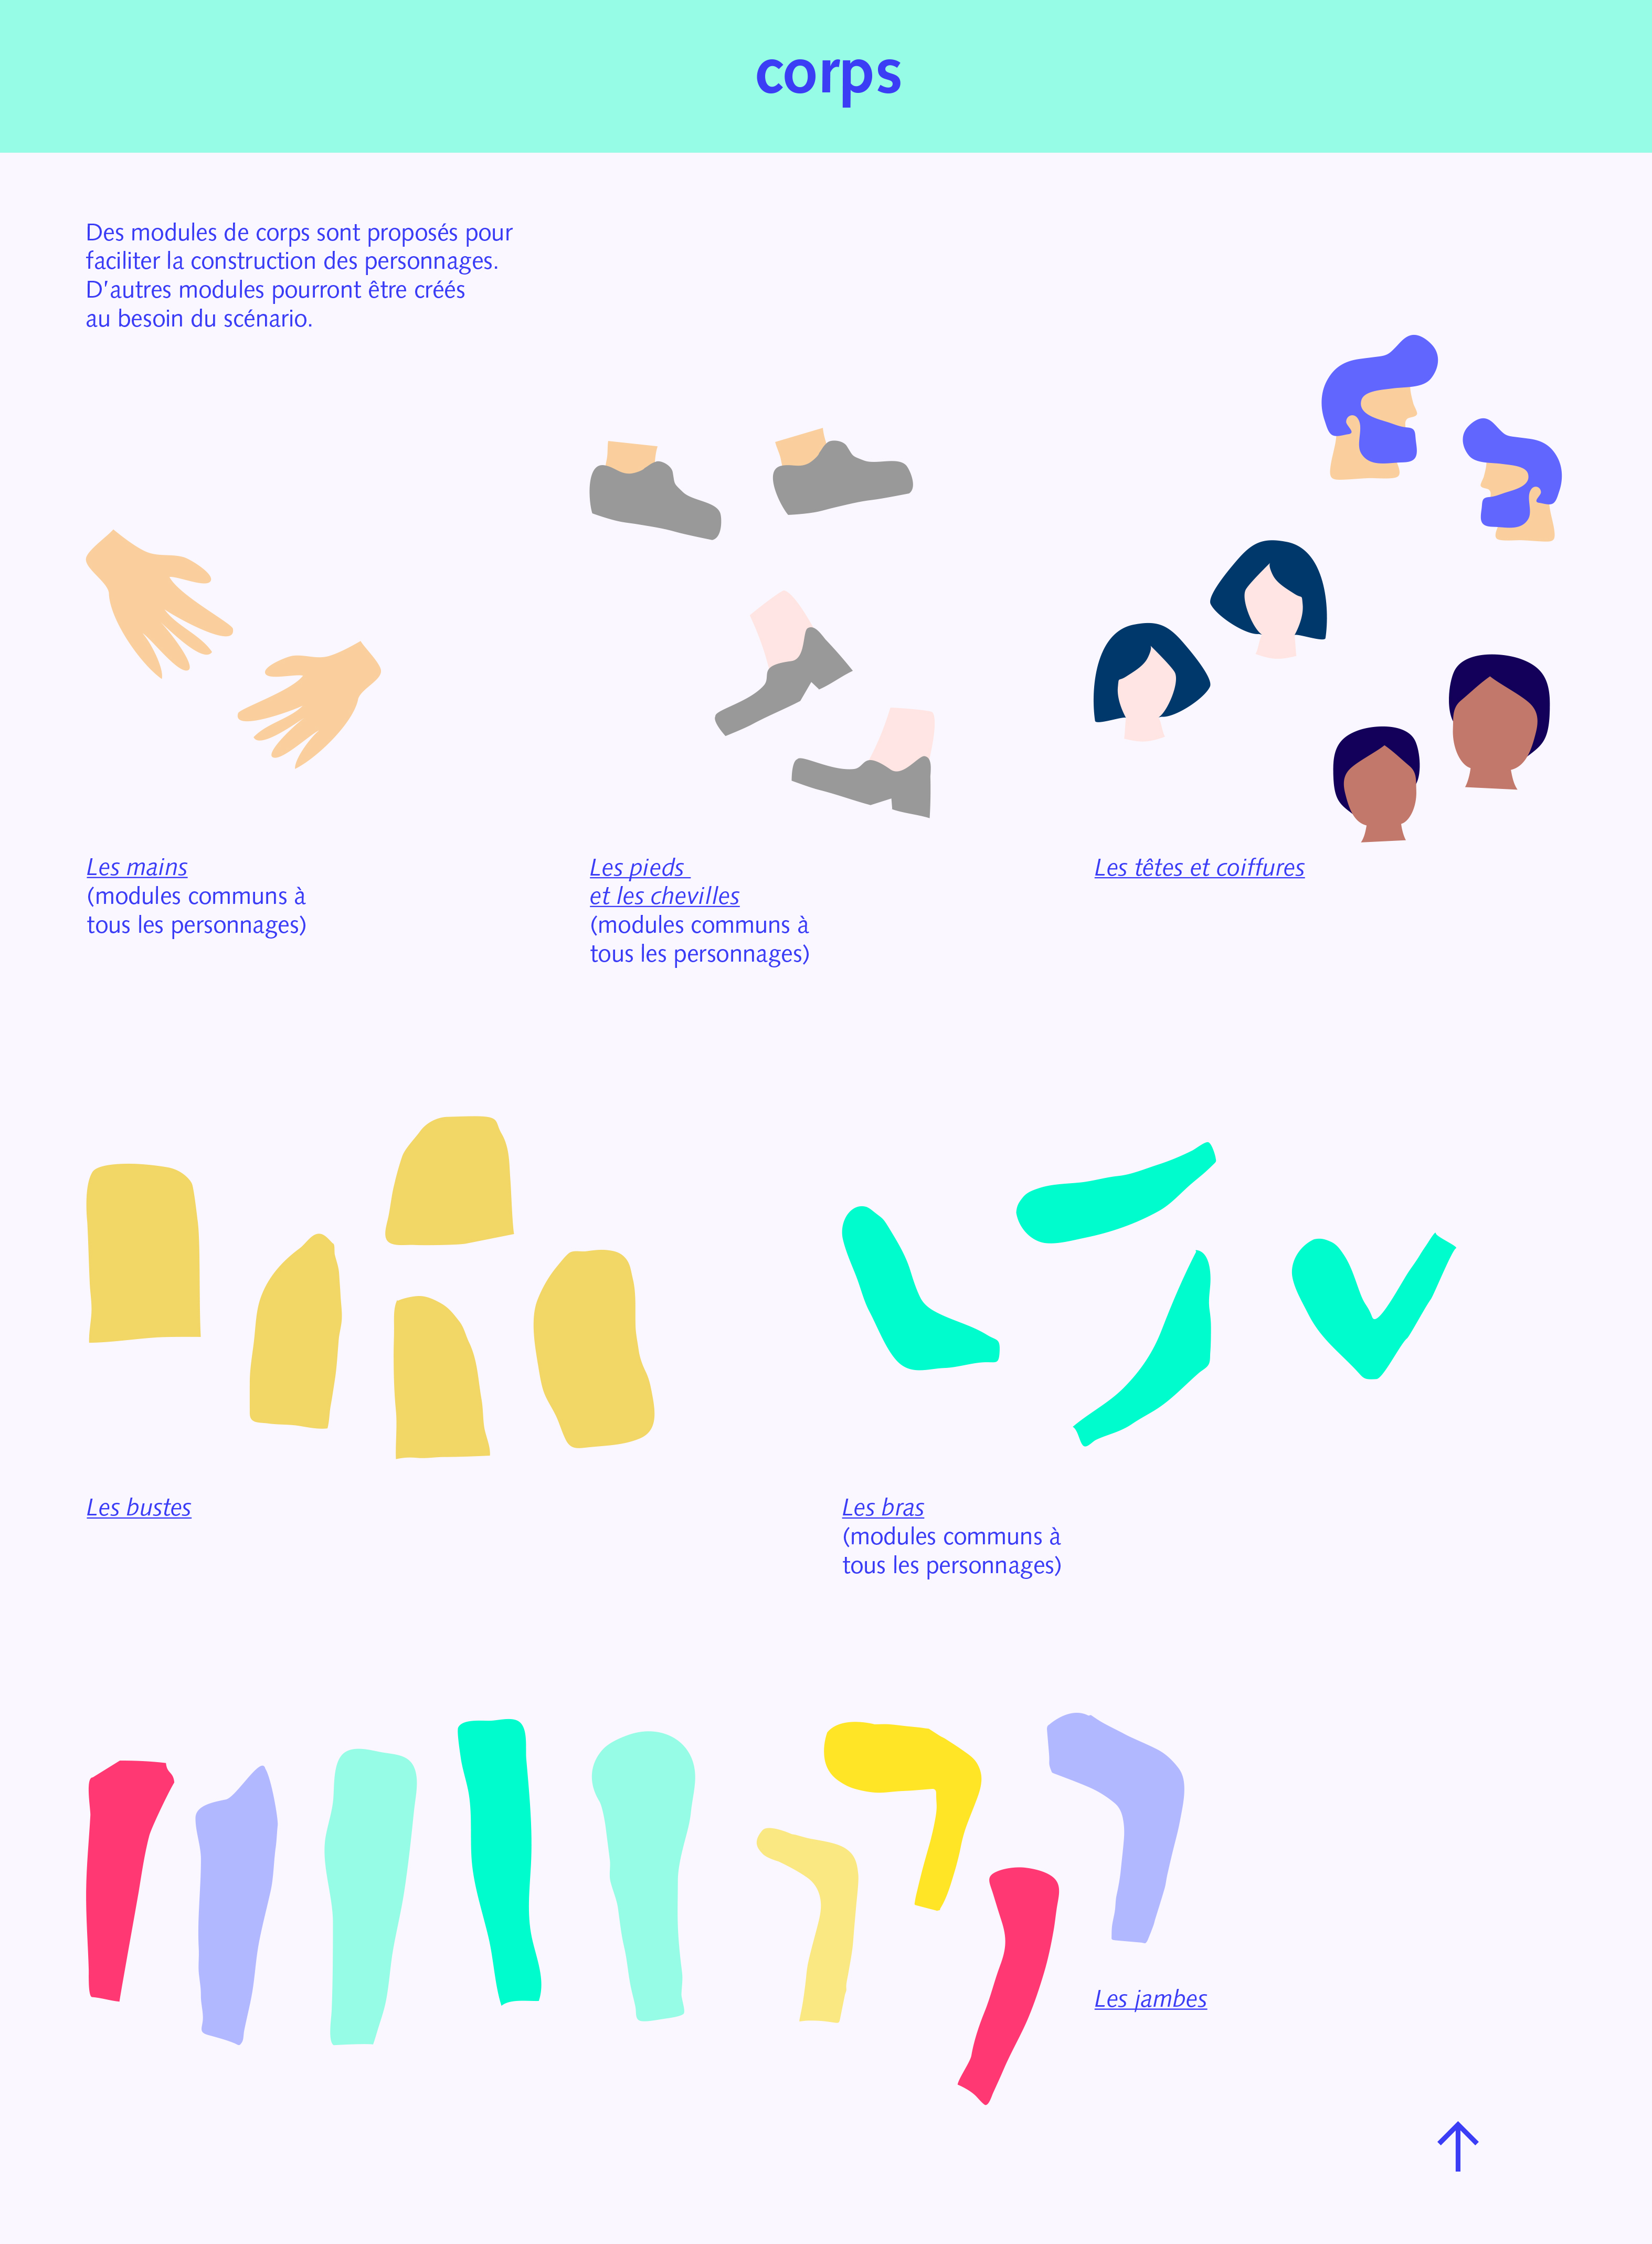 corps
Des modules de corps sont proposés pour
faciliter la construction des personnages.
D'autres modules pourront être créés
au besoin du scénario.
Les mains
(modules communs à
tous les personnages)
Les pieds
et les chevilles
(modules communs à
tous les personnages)
Les têtes et coiffures
Les bustes
Les bras
(modules communs à
tous les personnages)
Les jambes